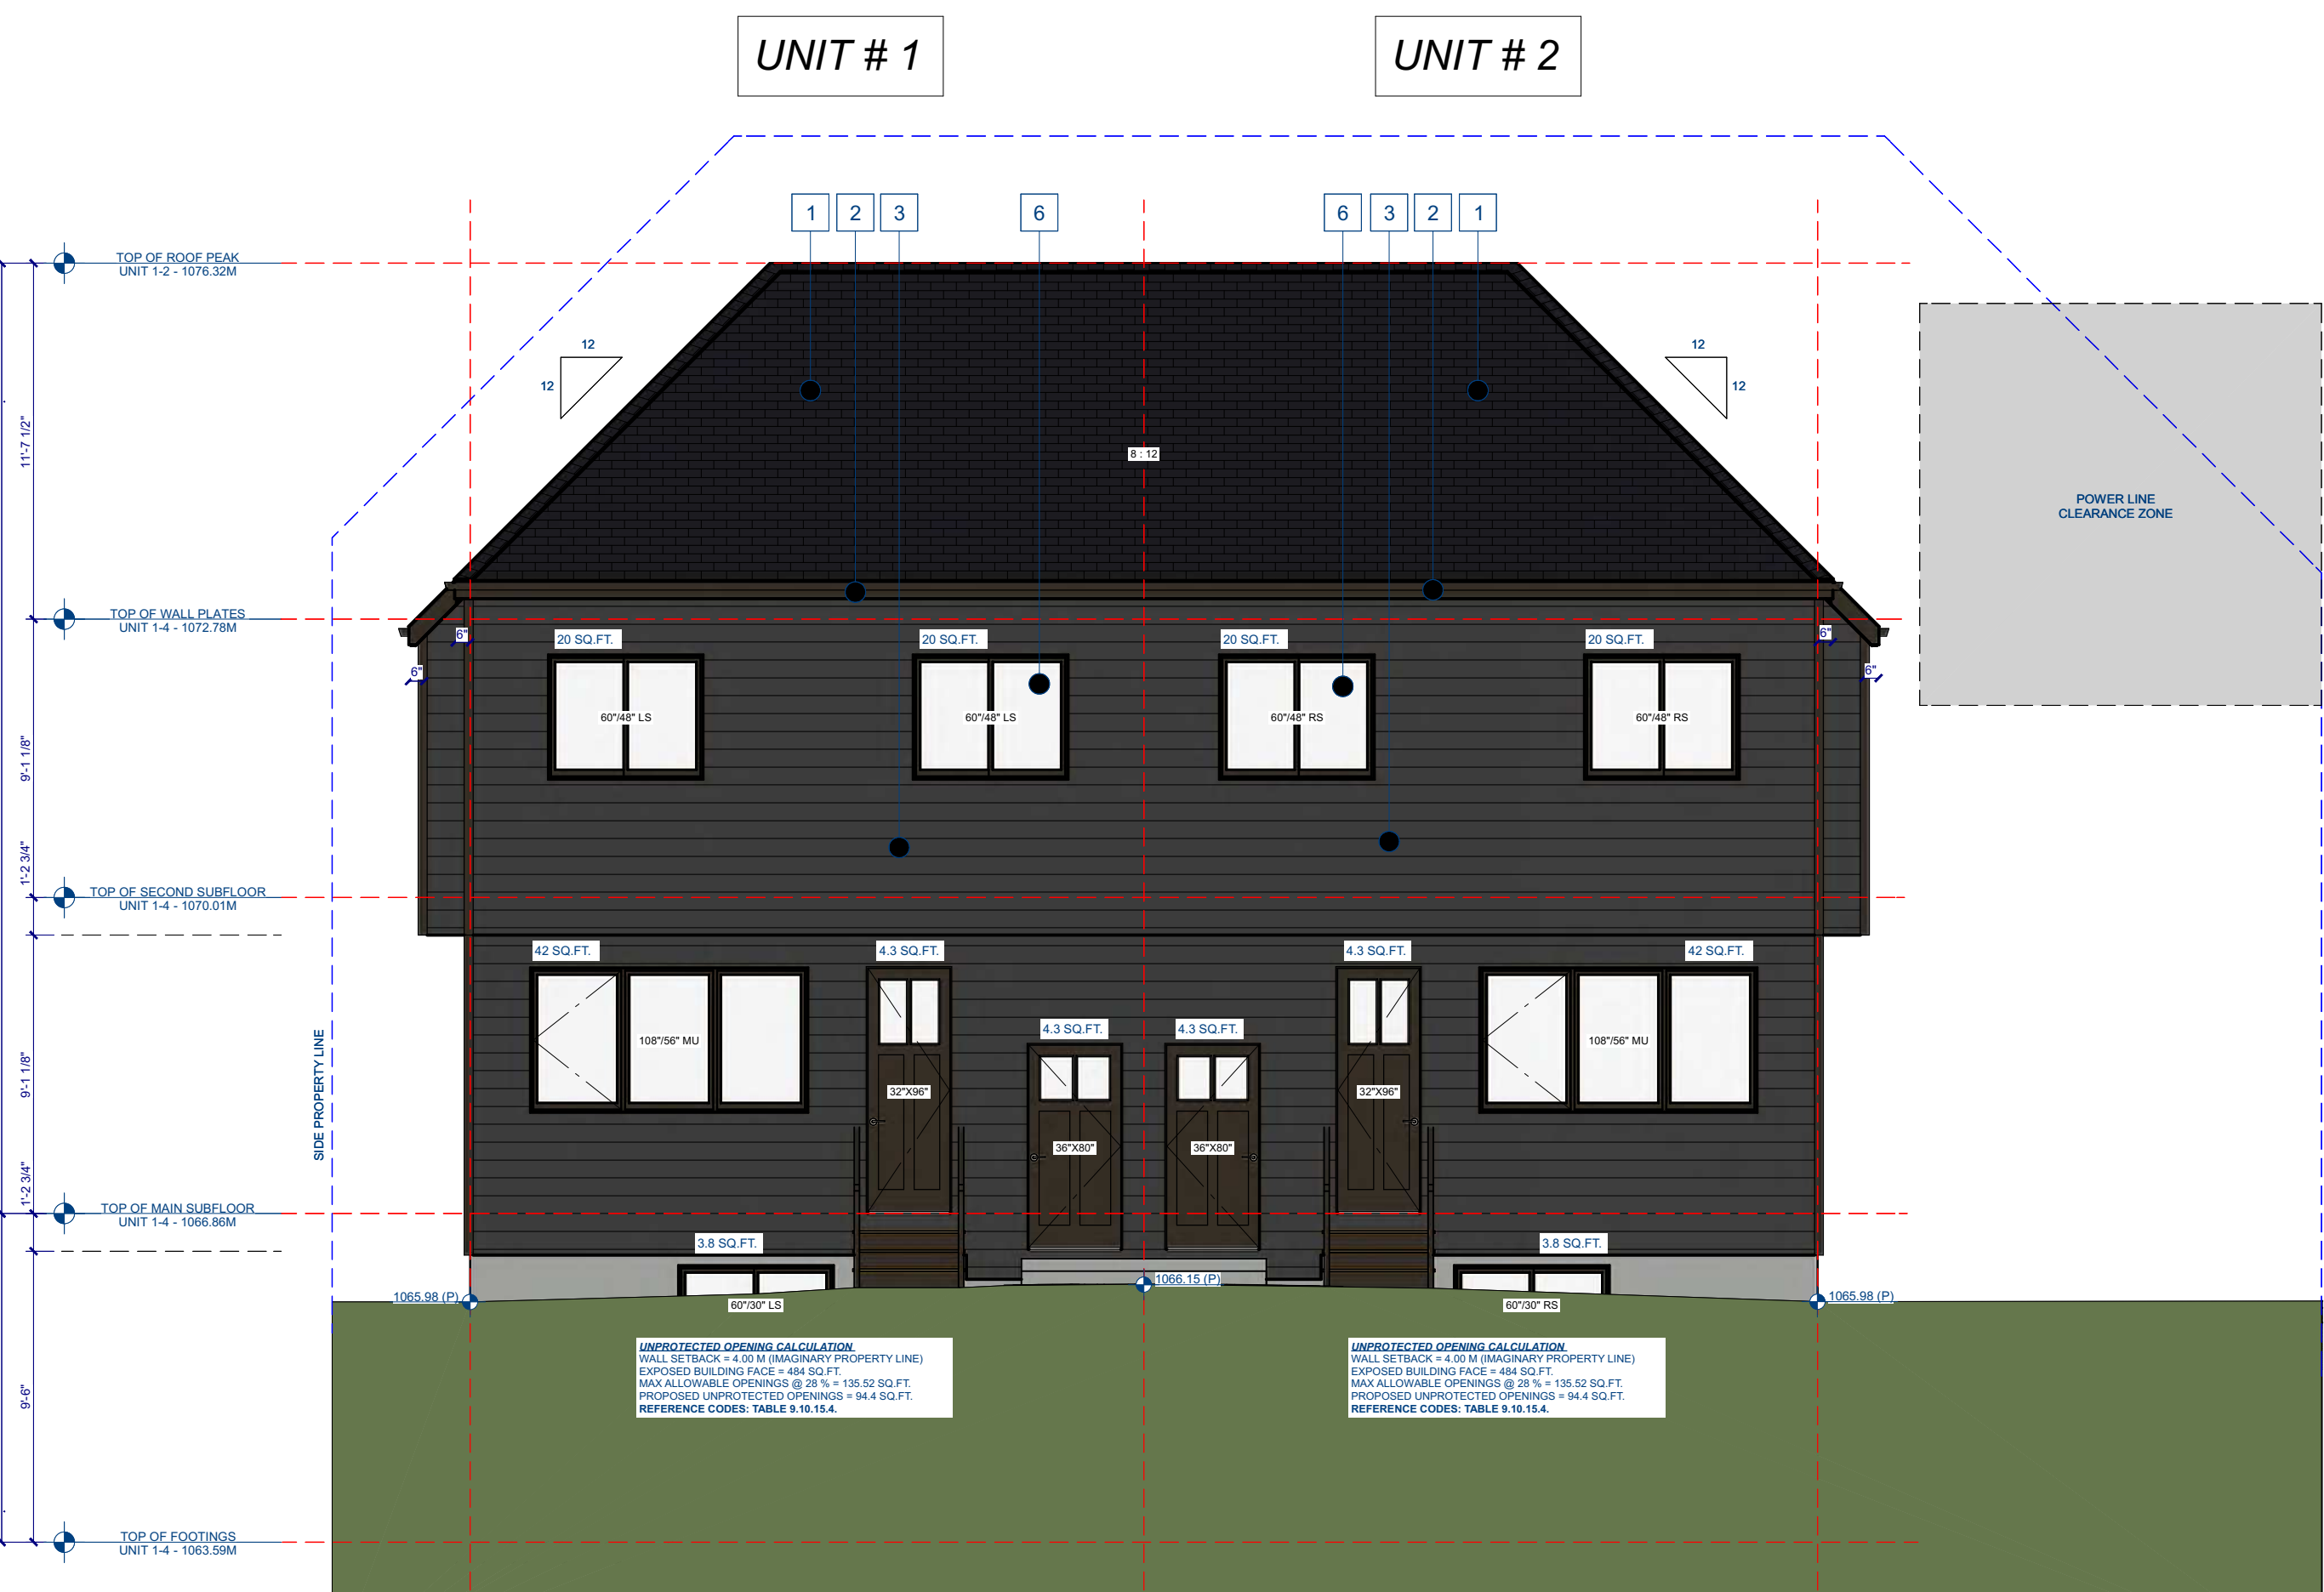 UNIT # 1
UNIT # 2
1 2 3 6 6 3 2 1
TOP OF ROOF PEAK
UNIT 1-2 - 1076.32M
12
12
12
12
11'-7 1/2"
8 : 12
POWER LINE
CLEARANCE ZONE
TOP OF WALL PLATES
UNIT 1-4 - 1072.78M
6"
6"
6"
6"
20 SQ.FT.
20 SQ.FT.
20 SQ.FT.
20 SQ.FT.
60"/48" LS
60"/48" LS
60"/48" RS
60"/48" RS
9'-1 1/8"
1'-2 3/4"
TOP OF SECOND SUBFLOOR
UNIT 1-4 - 1070.01M
42 SQ.FT.
4.3 SQ.FT.
4.3 SQ.FT.
42 SQ.FT.
4.3 SQ.FT.
4.3 SQ.FT.
108"/56" MU
108"/56" MU
32"X96"
32"X96"
36"X80"
36"X80"
SIDE PROPERTY LINE
9'-1 1/8"
1'-2 3/4"
TOP OF MAIN SUBFLOOR
UNIT 1-4 - 1066.86M
3.8 SQ.FT.
3.8 SQ.FT.
1065.98 (P)
1066.15 (P)
1065.98 (P)
60"/30" LS
60"/30" RS
UNPROTECTED OPENING CALCULATION
WALL SETBACK = 4.00 M (IMAGINARY PROPERTY LINE)
EXPOSED BUILDING FACE = 484 SQ.FT.
MAX ALLOWABLE OPENINGS @ 28 % = 135.52 SQ.FT.
PROPOSED UNPROTECTED OPENINGS = 94.4 SQ.FT.
REFERENCE CODES: TABLE 9.10.15.4.
UNPROTECTED OPENING CALCULATION
WALL SETBACK = 4.00 M (IMAGINARY PROPERTY LINE)
EXPOSED BUILDING FACE = 484 SQ.FT.
MAX ALLOWABLE OPENINGS @ 28 % = 135.52 SQ.FT.
PROPOSED UNPROTECTED OPENINGS = 94.4 SQ.FT.
REFERENCE CODES: TABLE 9.10.15.4.
9'-6"
TOP OF FOOTINGS
UNIT 1-4 - 1063.59M